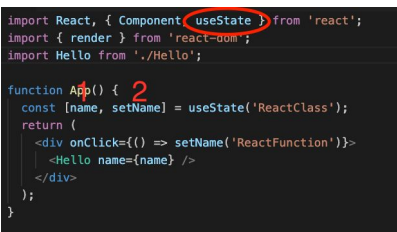 import React, { Component, useState } from 'react';
import { render } from 'react-dom';
import Hello from './Hello';
function App() {
1 2
const [name, setName] = useState('ReactClass');
return (
<div onClick={() => setName('ReactFunction')}>
<Hello name={name} />
</div>
);
}